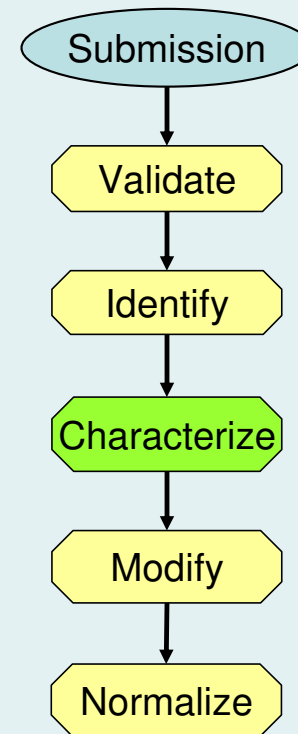 Submission
Validate
Identify
Characterize
Modify
Normalize